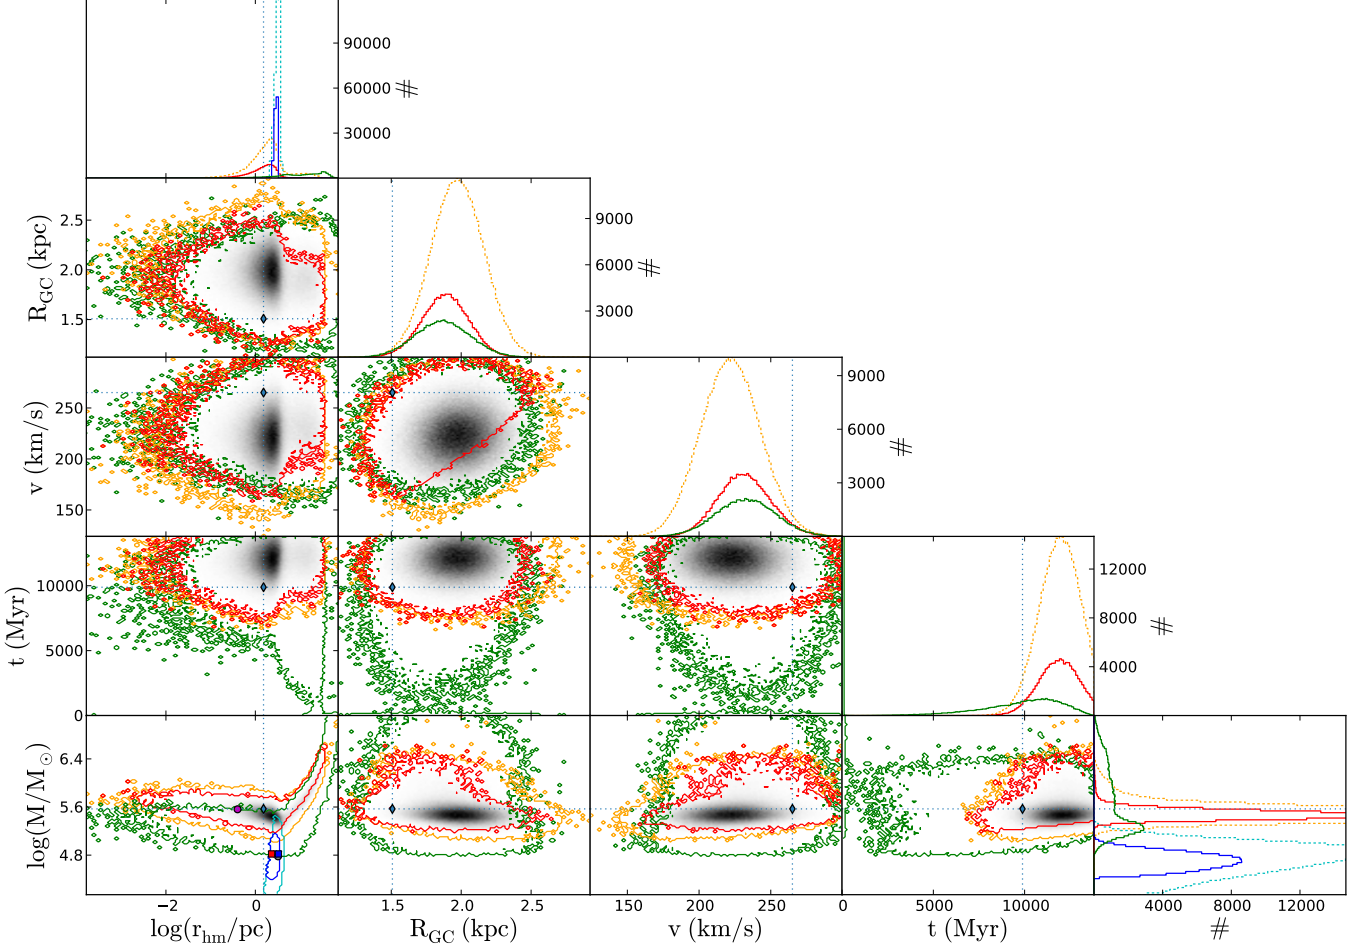 90000
60000 #
30000
2.5
2.0
1.5
R_GC (kpc)
9000
6000 #
3000
250
200
150
v (km/s)
9000
6000 #
3000
10000
5000
0
t (Myr)
12000
8000 #
4000
6.4
5.6
4.8
log(M/M⊙)
−2 0
1.5 2.0 2.5
150 200 250
0 5000 10000
4000 8000 12000
log(r_hm/pc) R_GC (kpc) v (km/s) t (Myr) #